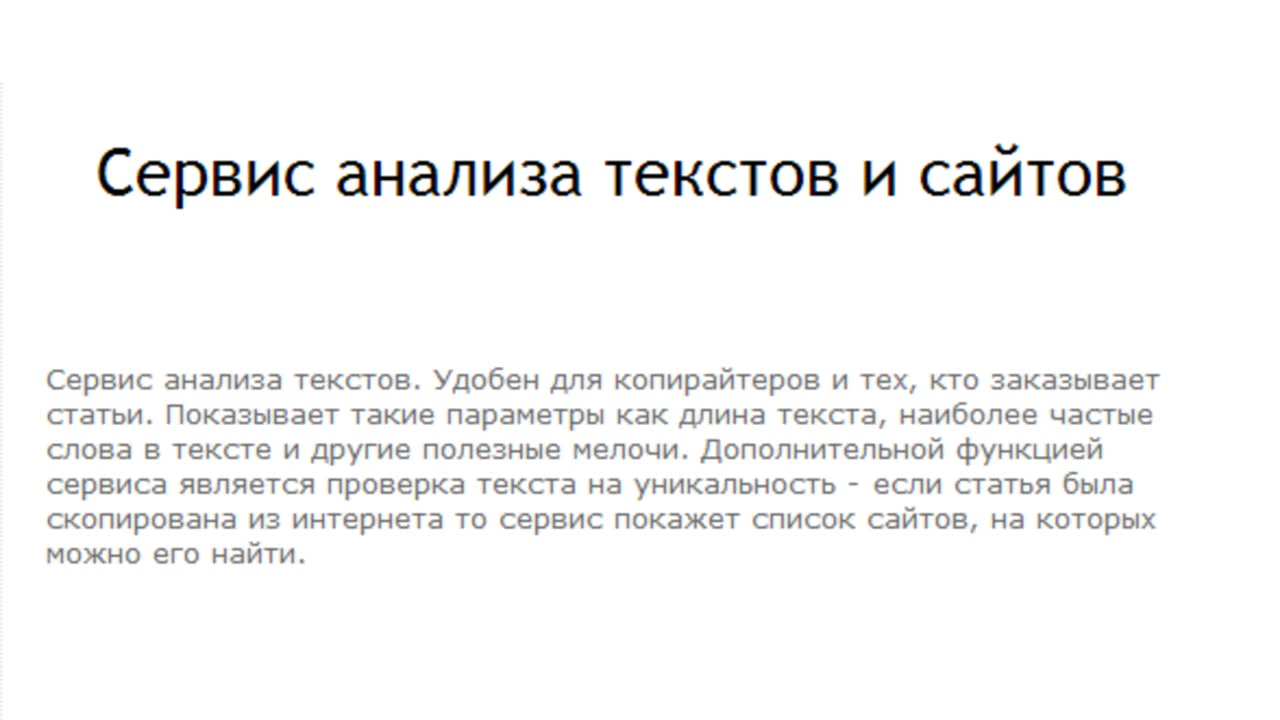 Сервис анализа текстов и сайтов
Сервис анализа текстов. Удобен для копирайтеров и тех, кто заказывает
статьи. Показывает такие параметры как длина текста, наиболее частые
слова в тексте и другие полезные мелочи. Дополнительной функцией
сервиса является проверка текста на уникальность - если статья была
скопирована из интернета то сервис покажет список сайтов, на которых
можно его найти.